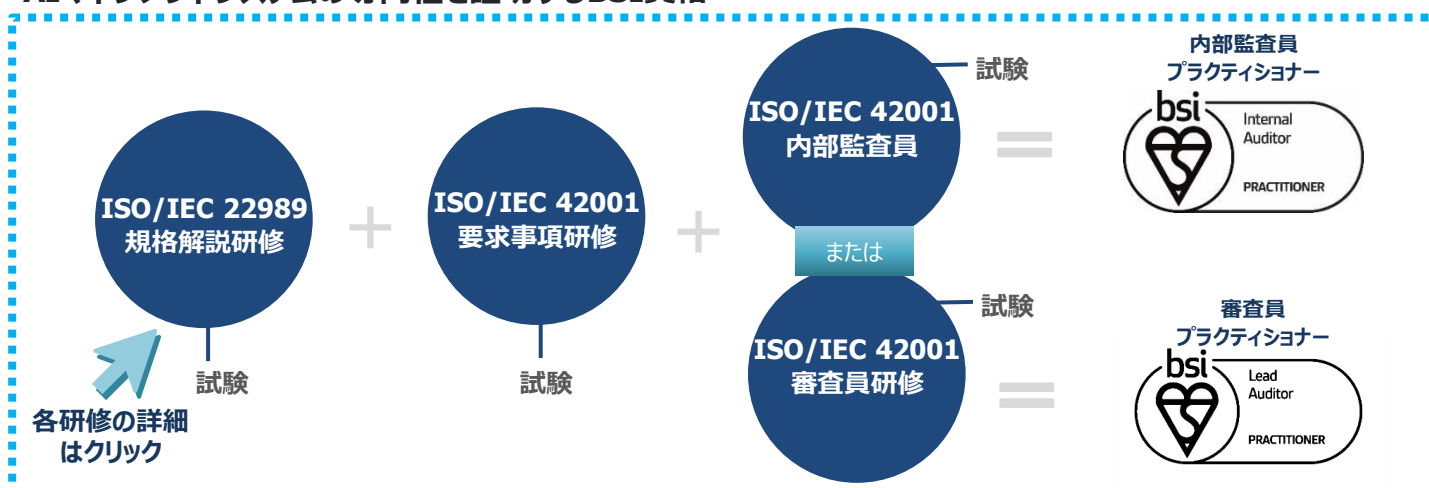 ISO/IEC 22989
規格解説研修
試験
各研修の詳細
はクリック
ISO/IEC 42001
要求事項研修
試験
ISO/IEC 42001
内部監査員
試験
または
ISO/IEC 42001
審査員研修
試験
内部監査員
プラクティショナー
bsi
Internal
Auditor
PRACTITIONER
審査員
プラクティショナー
bsi
Lead
Auditor
PRACTITIONER